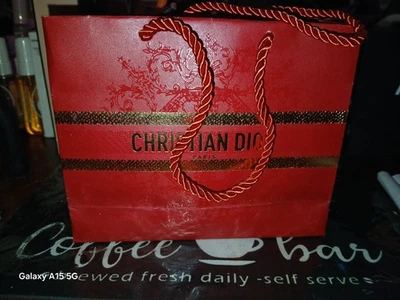 CHRISTIAN DIO
PARIS
Coffee bar
ewed fresh daily - self serve
Galaxy A15 5G